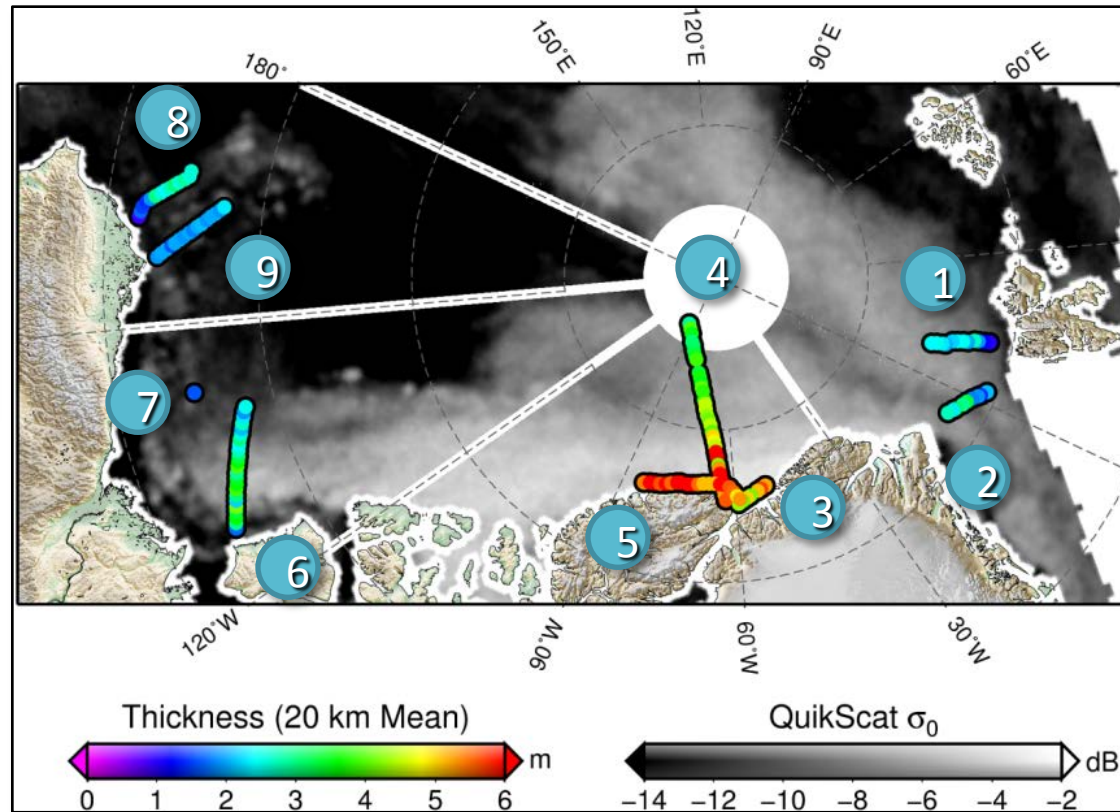 150˚E
120˚E
90˚E
60˚E
180˚
8
4
9
1
7
2
3
5
6
120˚W
90˚W
60˚W
30˚W
Thickness (20 km Mean)
m
0 1 2 3 4 5 6
QuikScat σ0
dB
−14 −12 −10 −8 −6 −4 −2